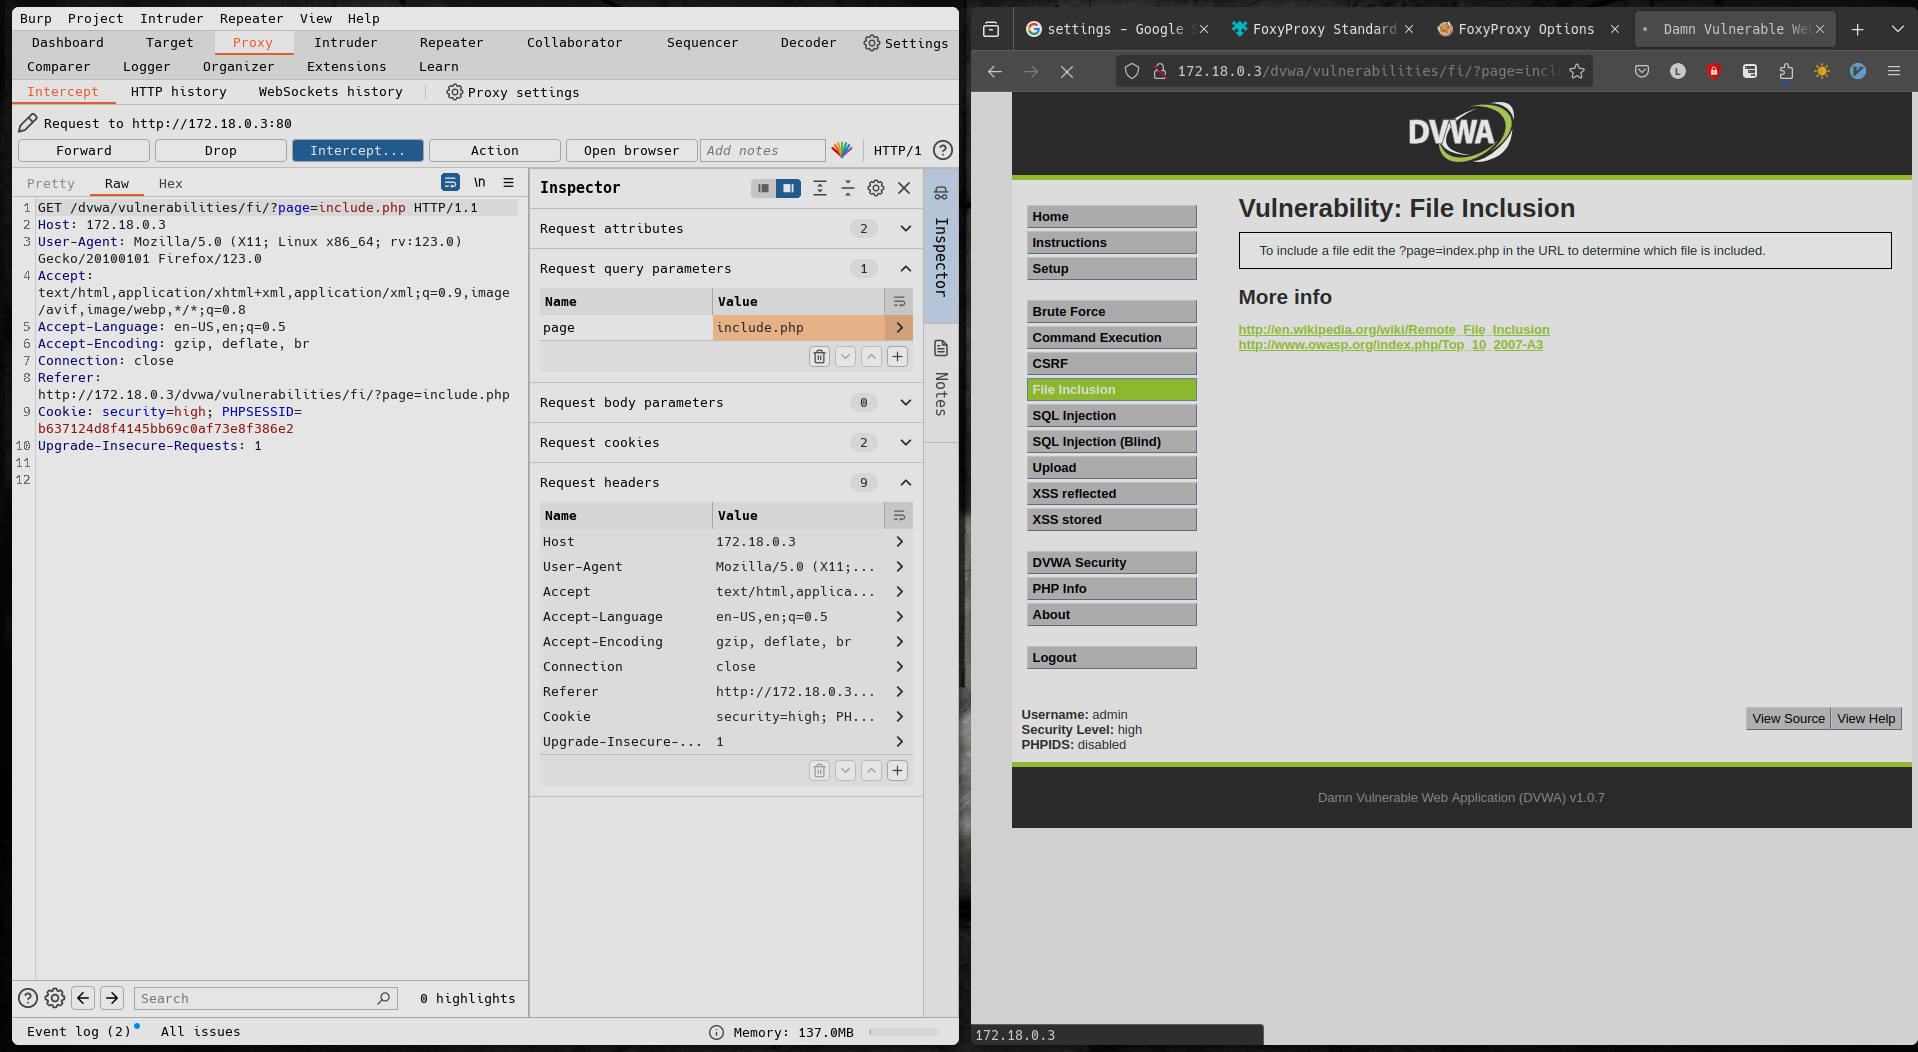 Burp Project Intruder Repeater View Help
Dashboard Target Proxy Intruder Repeater Collaborator Sequencer Decoder Settings
Comparer Logger Organizer Extensions Learn
Intercept HTTP history WebSockets history Proxy settings
Request to http://172.18.0.3:80
Forward Drop Intercept... Action Open browser Add notes HTTP/1
Pretty Raw Hex \n
1 GET /dvwa/vulnerabilities/fi/?page=include.php HTTP/1.1
2 Host: 172.18.0.3
3 User-Agent: Mozilla/5.0 (X11; Linux x86_64; rv:123.0)
Gecko/20100101 Firefox/123.0
4 Accept:
text/html,application/xhtml+xml,application/xml;q=0.9,image
/avif,image/webp,*/*;q=0.8
5 Accept-Language: en-US,en;q=0.5
6 Accept-Encoding: gzip, deflate, br
7 Connection: close
8 Referer:
http://172.18.0.3/dvwa/vulnerabilities/fi/?page=include.php
9 Cookie: security=high; PHPSESSID=
b637124d8f4145bb69c0af73e8f386e2
10 Upgrade-Insecure-Requests: 1
11
12
Search 0 highlights
Inspector
Request attributes 2
Request query parameters 1
Name Value
page include.php
Request body parameters 0
Request cookies 2
Request headers 9
Name Value
Host 172.18.0.3
User-Agent Mozilla/5.0 (X11;...
Accept text/html,applica...
Accept-Language en-US,en;q=0.5
Accept-Encoding gzip, deflate, br
Connection close
Referer http://172.18.0.3...
Cookie security=high; PH...
Upgrade-Insecure-... 1
Inspector
Notes
Event log (2) All issues Memory: 137.0MB
settings - Google S FoxyProxy Standard FoxyProxy Options Damn Vulnerable We
172.18.0.3/dvwa/vulnerabilities/fi/?page=incl
L
DVWA
Home
Instructions
Setup
Brute Force
Command Execution
CSRF
File Inclusion
SQL Injection
SQL Injection (Blind)
Upload
XSS reflected
XSS stored
DVWA Security
PHP Info
About
Logout
Vulnerability: File Inclusion
To include a file edit the ?page=index.php in the URL to determine which file is included.
More info
http://en.wikipedia.org/wiki/Remote_File_Inclusion
http://www.owasp.org/index.php/Top_10_2007-A3
Username: admin
Security Level: high
PHPIDS: disabled
View Source View Help
Damn Vulnerable Web Application (DVWA) v1.0.7
172.18.0.3